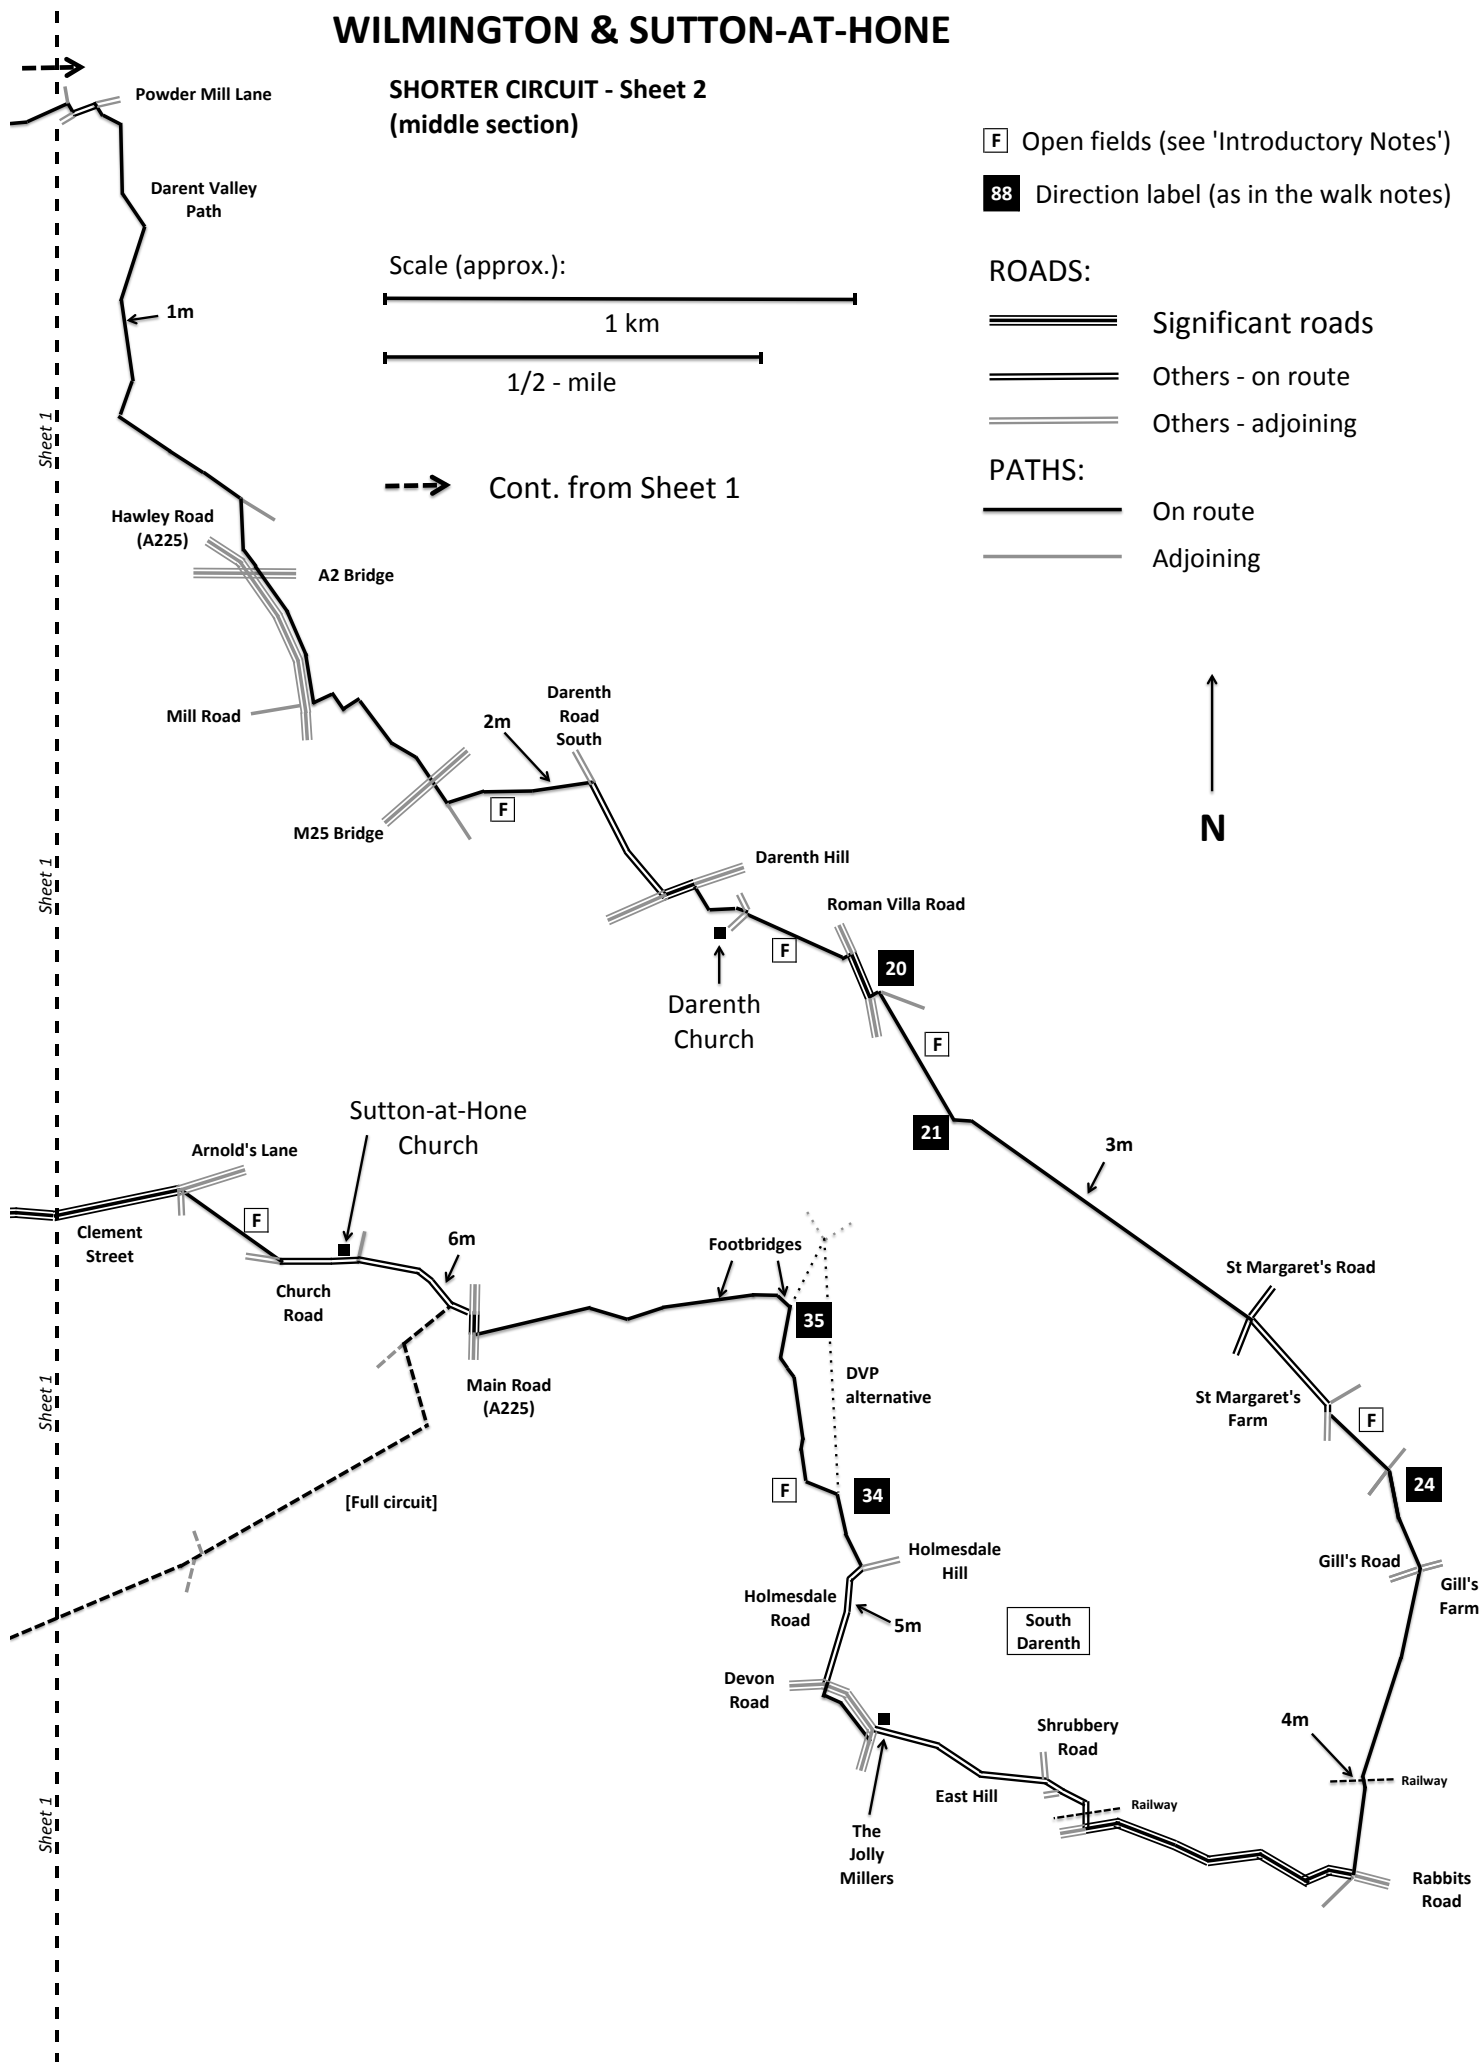 WILMINGTON & SUTTON-AT-HONE
SHORTER CIRCUIT - Sheet 2
(middle section)
Powder Mill Lane
F Open fields (see 'Introductory Notes')
88 Direction label (as in the walk notes)
Darent Valley
Path
Scale (approx.):
1 km
1/2 - mile
ROADS:
Significant roads
Others - on route
Others - adjoining
PATHS:
On route
Adjoining
1m
Sheet 1
Cont. from Sheet 1
Hawley Road
(A225)
A2 Bridge
Mill Road
Darenth
Road
South
2m
F
M25 Bridge
N
Darenth Hill
Sheet 1
Roman Villa Road
F
20
Darenth
Church
F
21
3m
Sutton-at-Hone
Church
Arnold's Lane
F
Clement
Street
6m
Footbridges
Church
Road
St Margaret's Road
35
Sheet 1
Main Road
(A225)
DVP
alternative
St Margaret's
Farm
F
[Full circuit]
F
34
24
Holmesdale
Hill
Gill's Road
Gill's
Farm
Holmesdale
Road
5m
South
Darenth
Devon
Road
Shrubbery
Road
4m
Railway
East Hill
Railway
Sheet 1
The
Jolly
Millers
Rabbits
Road